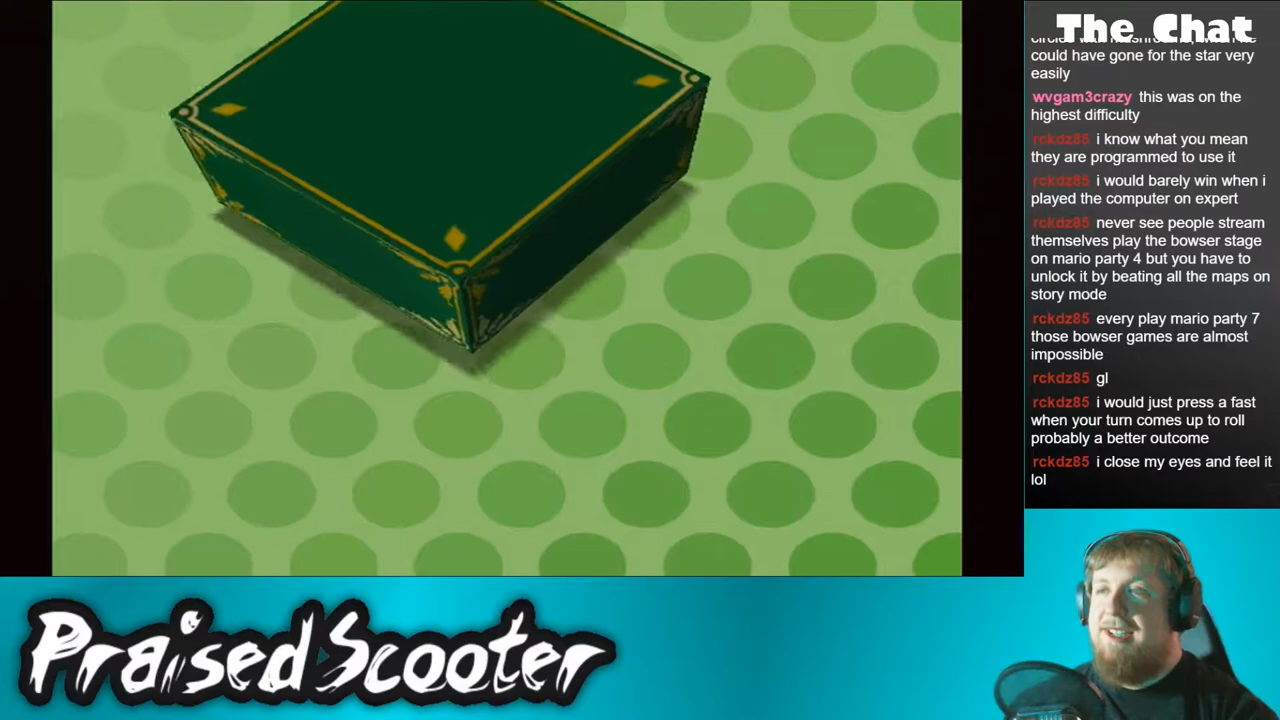 The Chat
could have gone for the star very
easily
wvgam3crazy this was on the
highest difficulty
rckdz85 i know what you mean
they are programmed to use it
rckdz85 i would barely win when i
played the computer on expert
rckdz85 never see people stream
themselves play the bowser stage
on mario party 4 but you have to
unlock it by beating all the maps on
story mode
rckdz85 every play mario party 7
those bowser games are almost
impossible
rckdz85 gl
rckdz85 i would just press a fast
when your turn comes up to roll
probably a better outcome
rckdz85 i close my eyes and feel it
lol
PraisedScooter